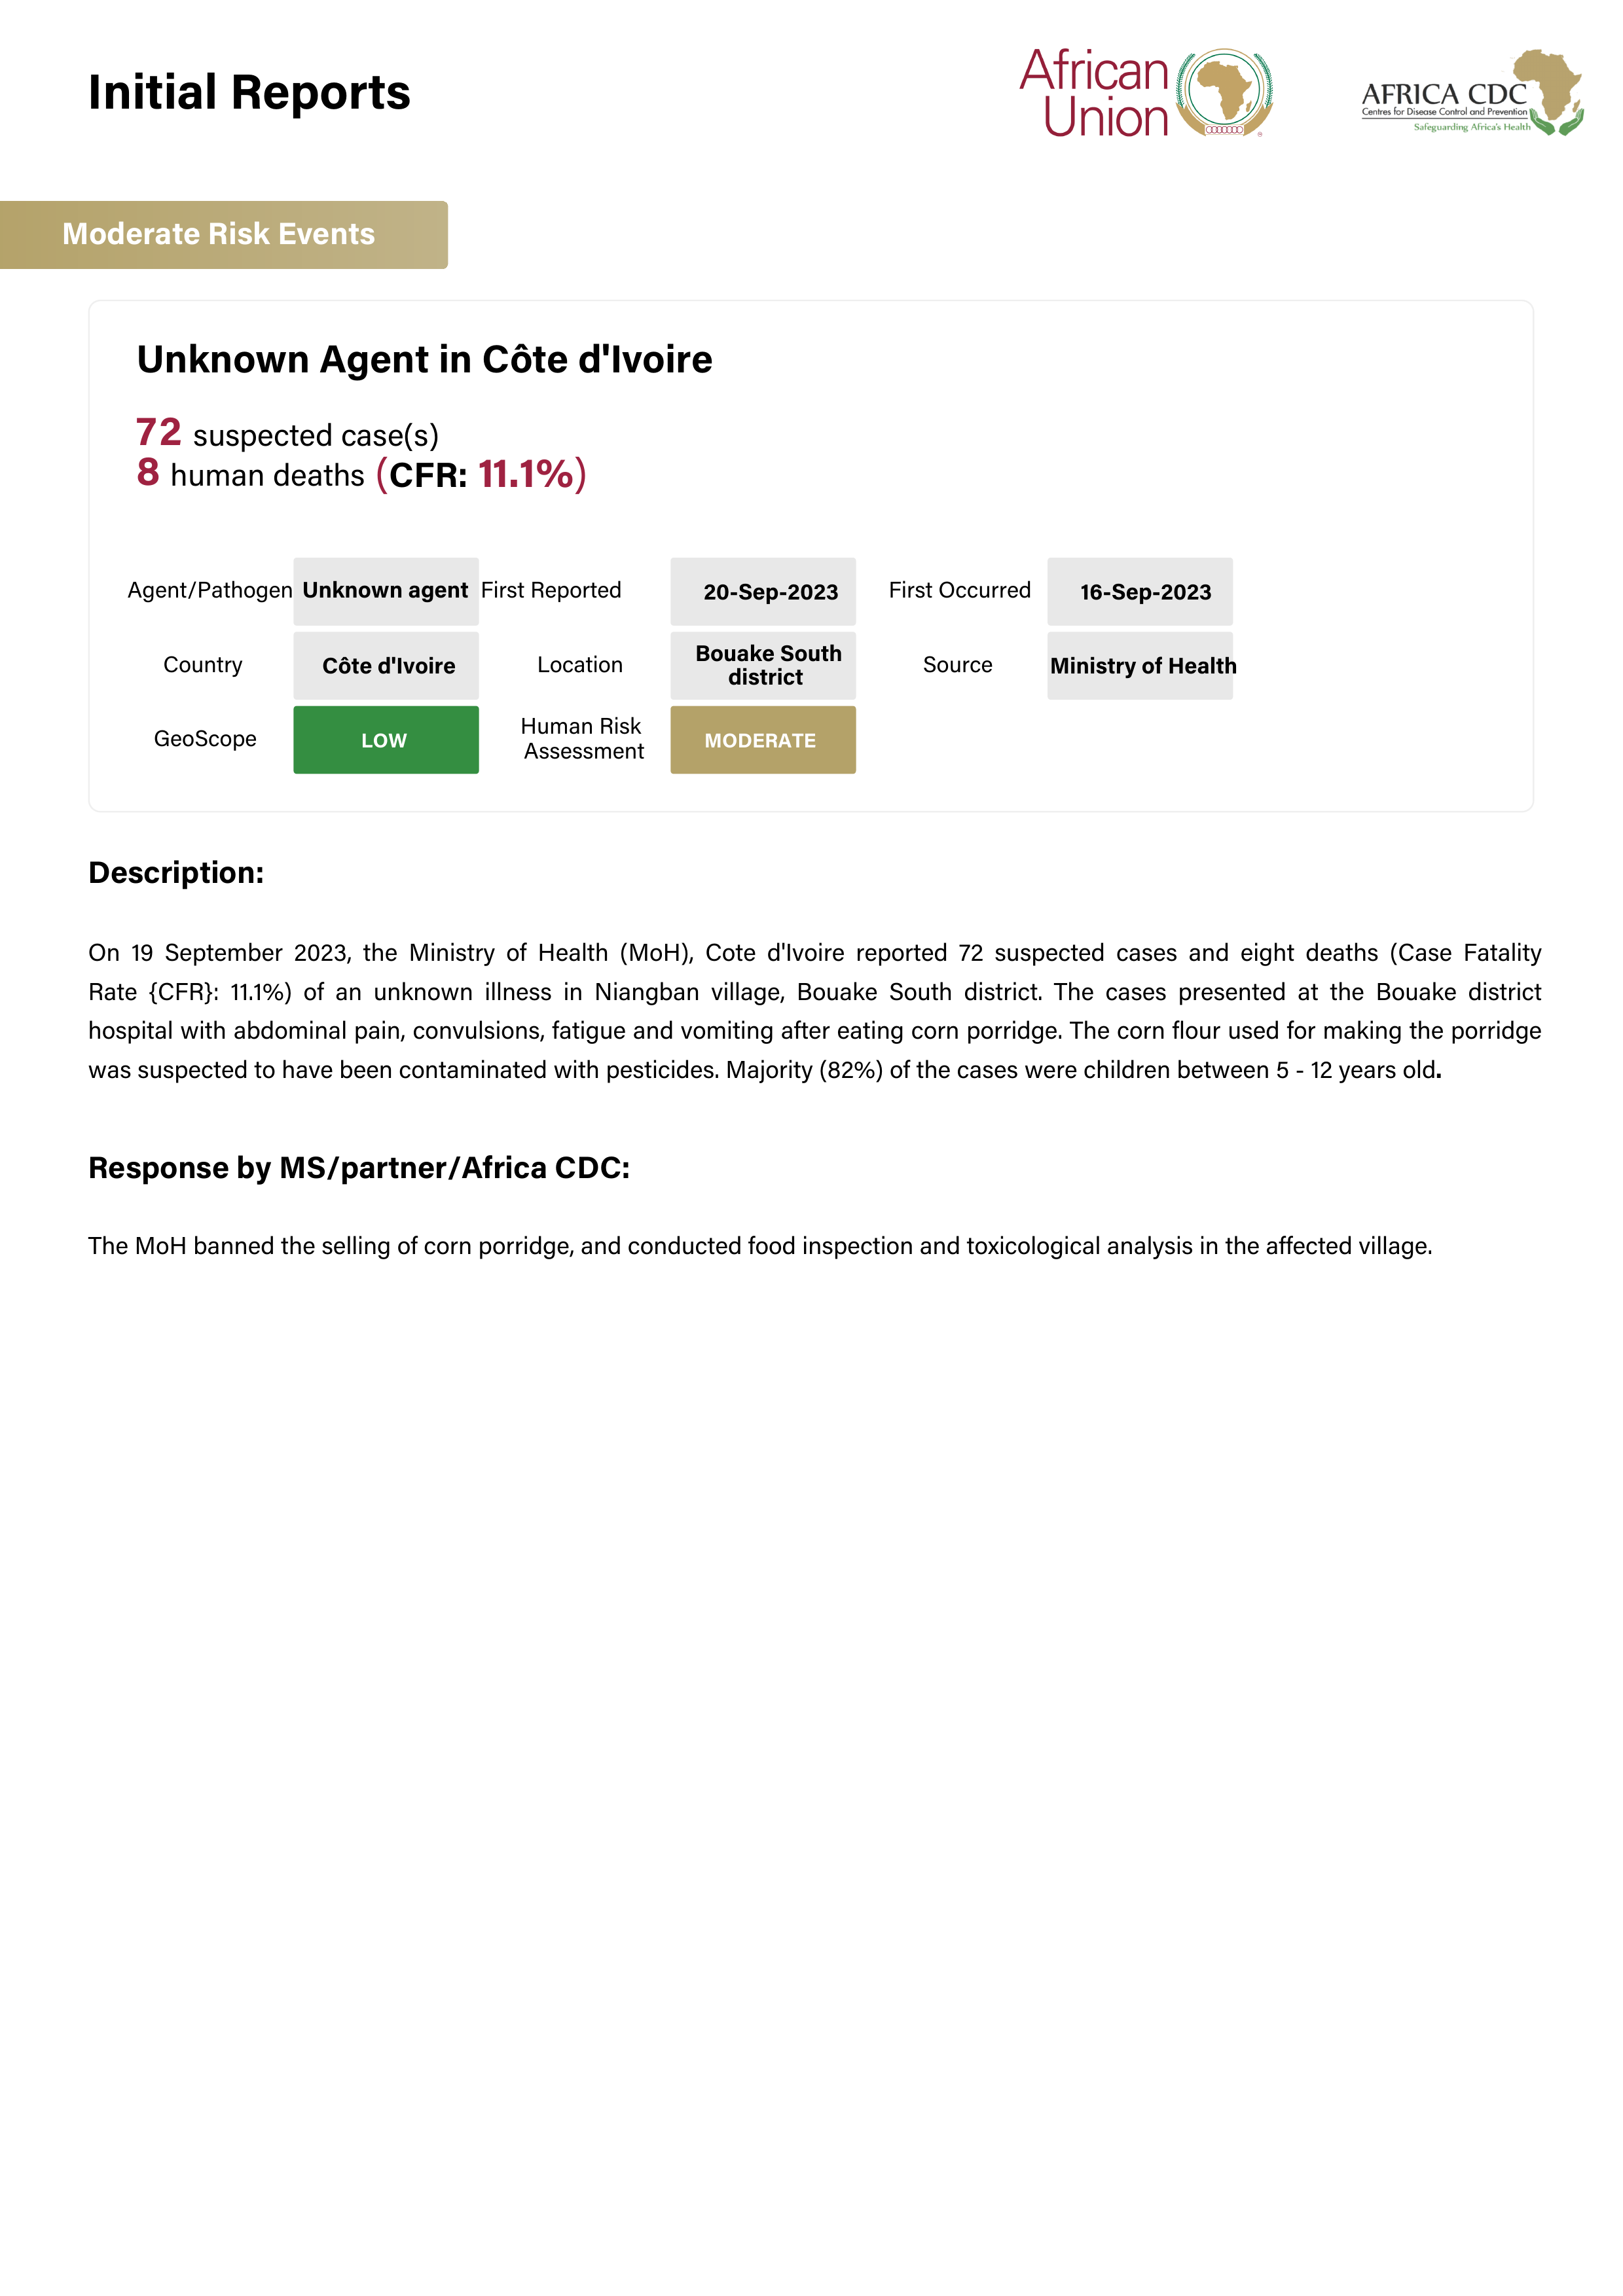 Initial Reports
African
Union
AFRICA CDC
Centres for Disease Control and Prevention
Safeguarding Africa's Health
Moderate Risk Events
Unknown Agent in Côte d'Ivoire
72 suspected case(s)
8 human deaths (CFR: 11.1%)
Agent/Pathogen Unknown agent First Reported 20-Sep-2023 First Occurred 16-Sep-2023
Country Côte d'Ivoire Location Bouake South district Source Ministry of Health
GeoScope LOW Human Risk Assessment MODERATE
Description:
On 19 September 2023, the Ministry of Health (MoH), Cote d'Ivoire reported 72 suspected cases and eight deaths (Case Fatality
Rate {CFR}: 11.1%) of an unknown illness in Niangban village, Bouake South district. The cases presented at the Bouake district
hospital with abdominal pain, convulsions, fatigue and vomiting after eating corn porridge. The corn flour used for making the porridge
was suspected to have been contaminated with pesticides. Majority (82%) of the cases were children between 5 - 12 years old.
Response by MS/partner/Africa CDC:
The MoH banned the selling of corn porridge, and conducted food inspection and toxicological analysis in the affected village.